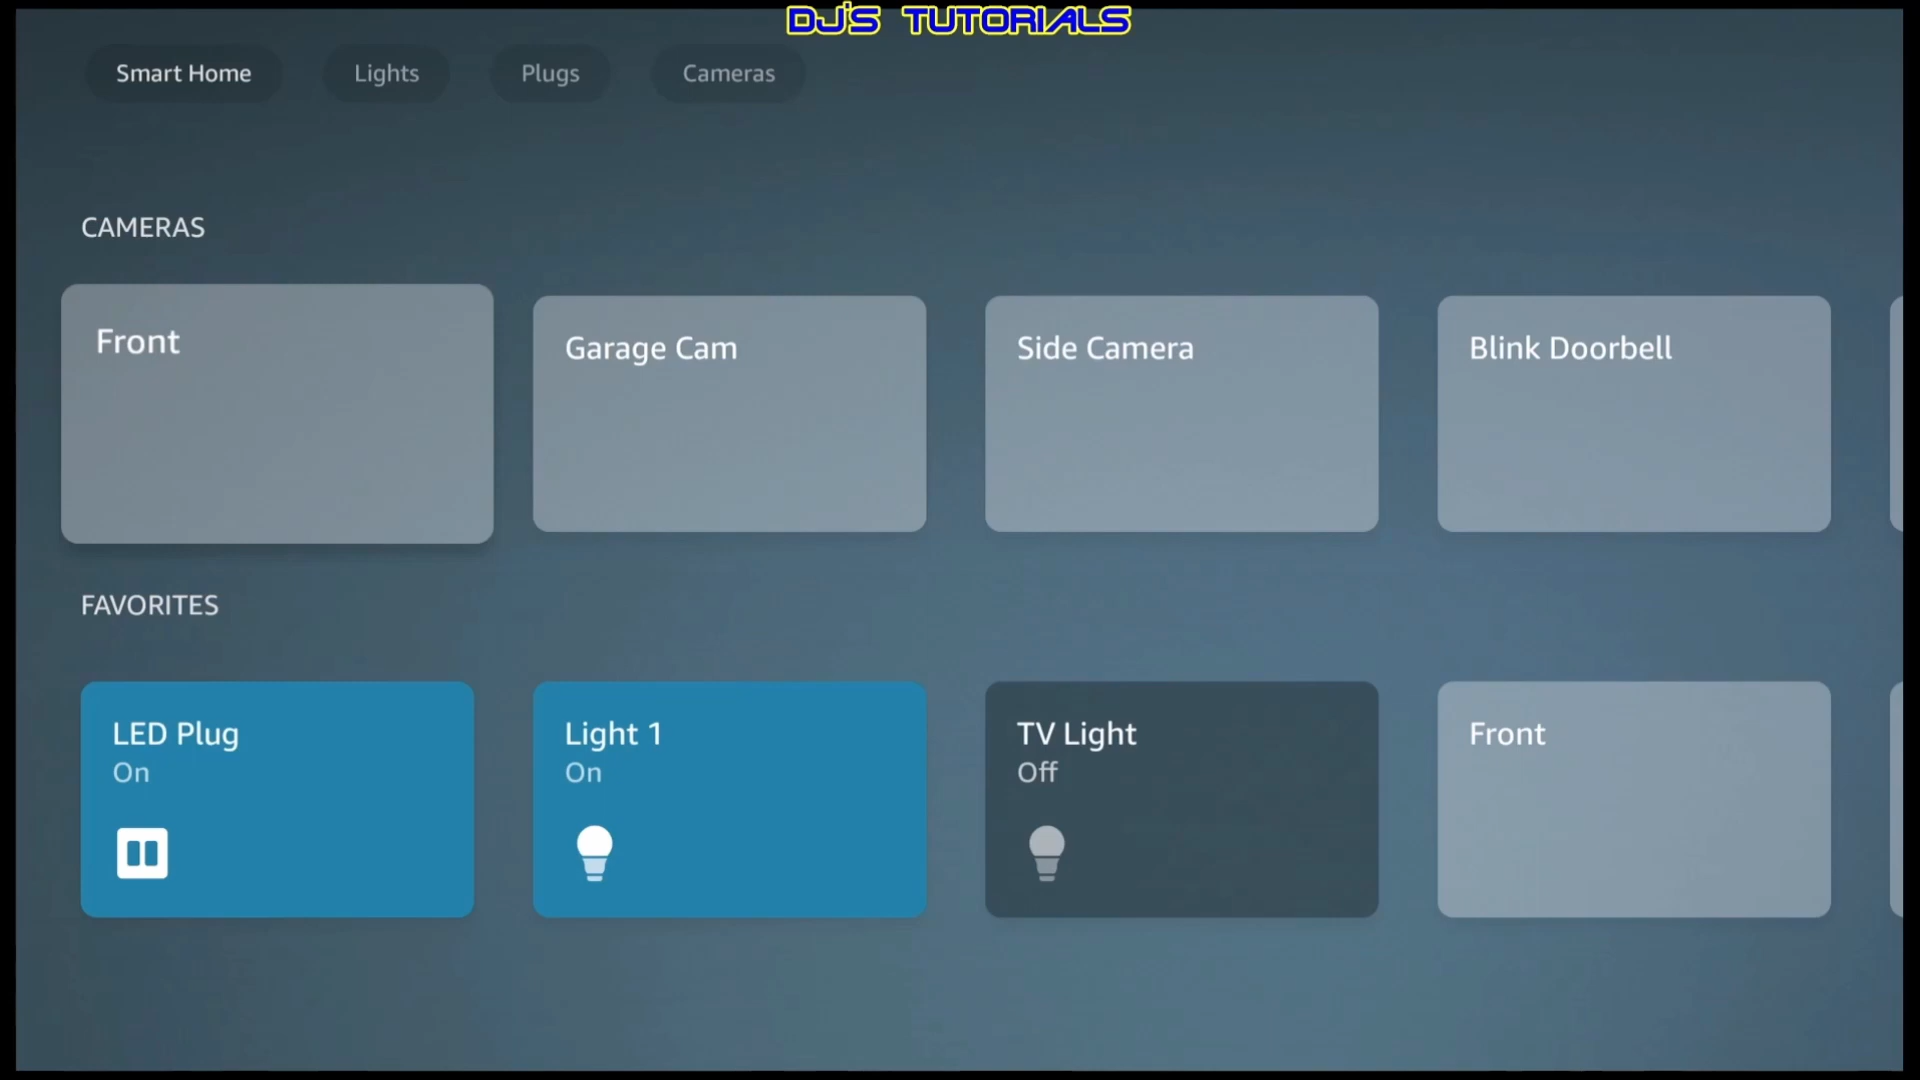 DJ'S TUTORIALS
Smart Home Lights Plugs Cameras
CAMERAS
Front
Garage Cam
Side Camera
Blink Doorbell
FAVORITES
LED Plug
On
Light 1
On
TV Light
Off
Front